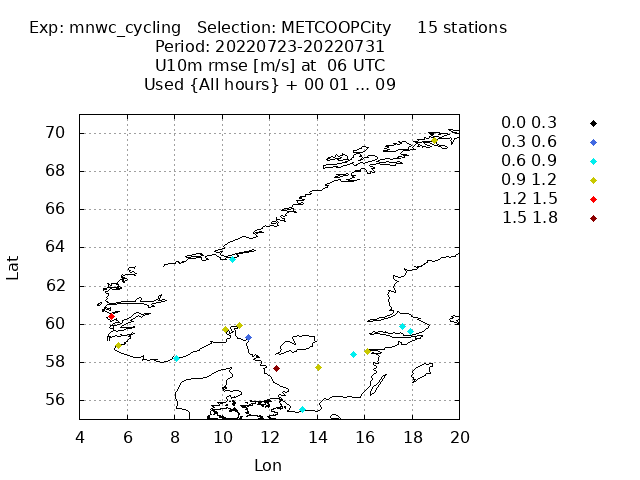 Exp: mnwc_cycling   Selection: METCOOPCity     15 stations
Period: 20220723-20220731
U10m rmse [m/s] at  06 UTC
Used {All hours} + 00 01 ... 09
0.0 0.3
0.3 0.6
0.6 0.9
0.9 1.2
1.2 1.5
1.5 1.8
Lat
70
68
66
64
62
60
58
56
4 6 8 10 12 14 16 18 20
Lon